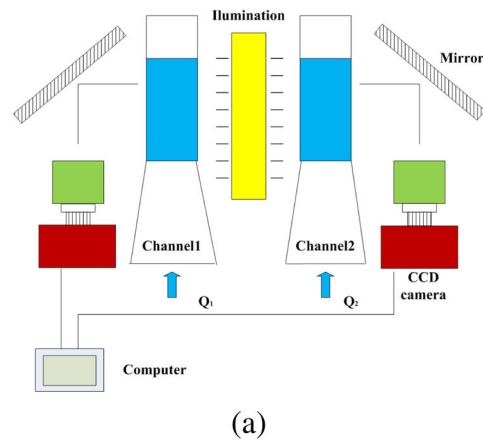 Ilumination
Mirror
Channel1
Channel2
CCD
camera
Q₁
Q₂
Computer
(a)